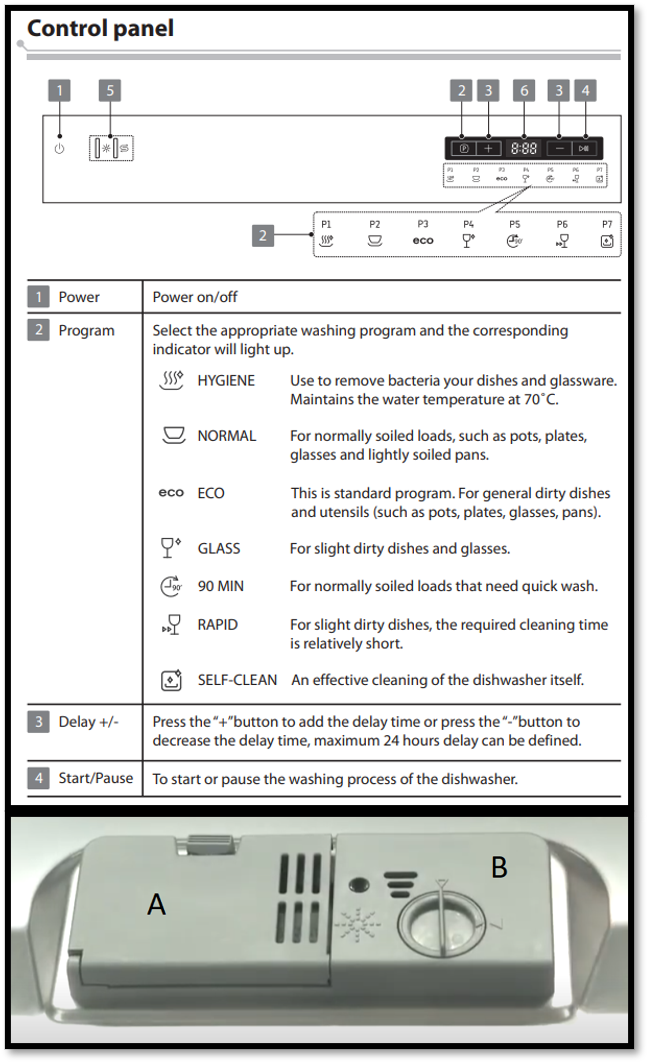 Control panel
1 5 2 3 6 3 4
P + 8:88 −
P1 P2 P3 P4 P5 P6 P7
eco
2 P1 P2 P3 P4 P5 P6 P7
eco 90'
1 Power Power on/off
2 Program Select the appropriate washing program and the corresponding
indicator will light up.
HYGIENE Use to remove bacteria your dishes and glassware.
Maintains the water temperature at 70˚C.
NORMAL For normally soiled loads, such as pots, plates,
glasses and lightly soiled pans.
eco ECO This is standard program. For general dirty dishes
and utensils (such as pots, plates, glasses, pans).
GLASS For slight dirty dishes and glasses.
90' 90 MIN For normally soiled loads that need quick wash.
RAPID For slight dirty dishes, the required cleaning time
is relatively short.
SELF-CLEAN An effective cleaning of the dishwasher itself.
3 Delay +/- Press the “+”button to add the delay time or press the “-”button to
decrease the delay time, maximum 24 hours delay can be defined.
4 Start/Pause To start or pause the washing process of the dishwasher.
A B